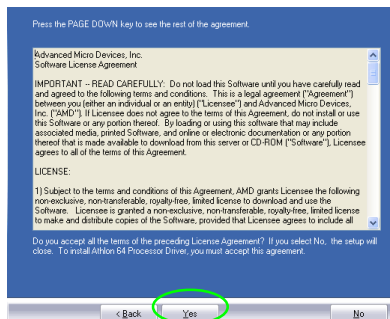 Press the PAGE DOWN key to see the rest of the agreement.
Advanced Micro Devices, Inc.
Software License Agreement
IMPORTANT -- READ CAREFULLY: Do not load this Software until you have carefully read
and agreed to the following terms and conditions. This is a legal agreement ("Agreement")
between you (either an individual or an entity) ("Licensee") and Advanced Micro Devices,
Inc. ("AMD"). If Licensee does not agree to the terms of this Agreement, do not install or use
this Software or any portion thereof. By loading or using this software that may include
associated media, printed Software, and online or electronic documentation or any portion
thereof that is made available to download from this server or CD-ROM ("Software"), Licensee
agrees to all of the terms of this Agreement.
LICENSE:
1) Subject to the terms and conditions of this Agreement, AMD grants Licensee the following
non-exclusive, non-transferable, royalty-free, limited license to download and use the
Software. Licensee is granted a non-exclusive, non-transferable, royalty-free, limited license
to make and distribute copies of the Software, provided that Licensee agrees to include all
Do you accept all the terms of the preceding License Agreement? If you select No, the setup will
close. To install Athlon 64 Processor Driver, you must accept this agreement.
< Back Yes No